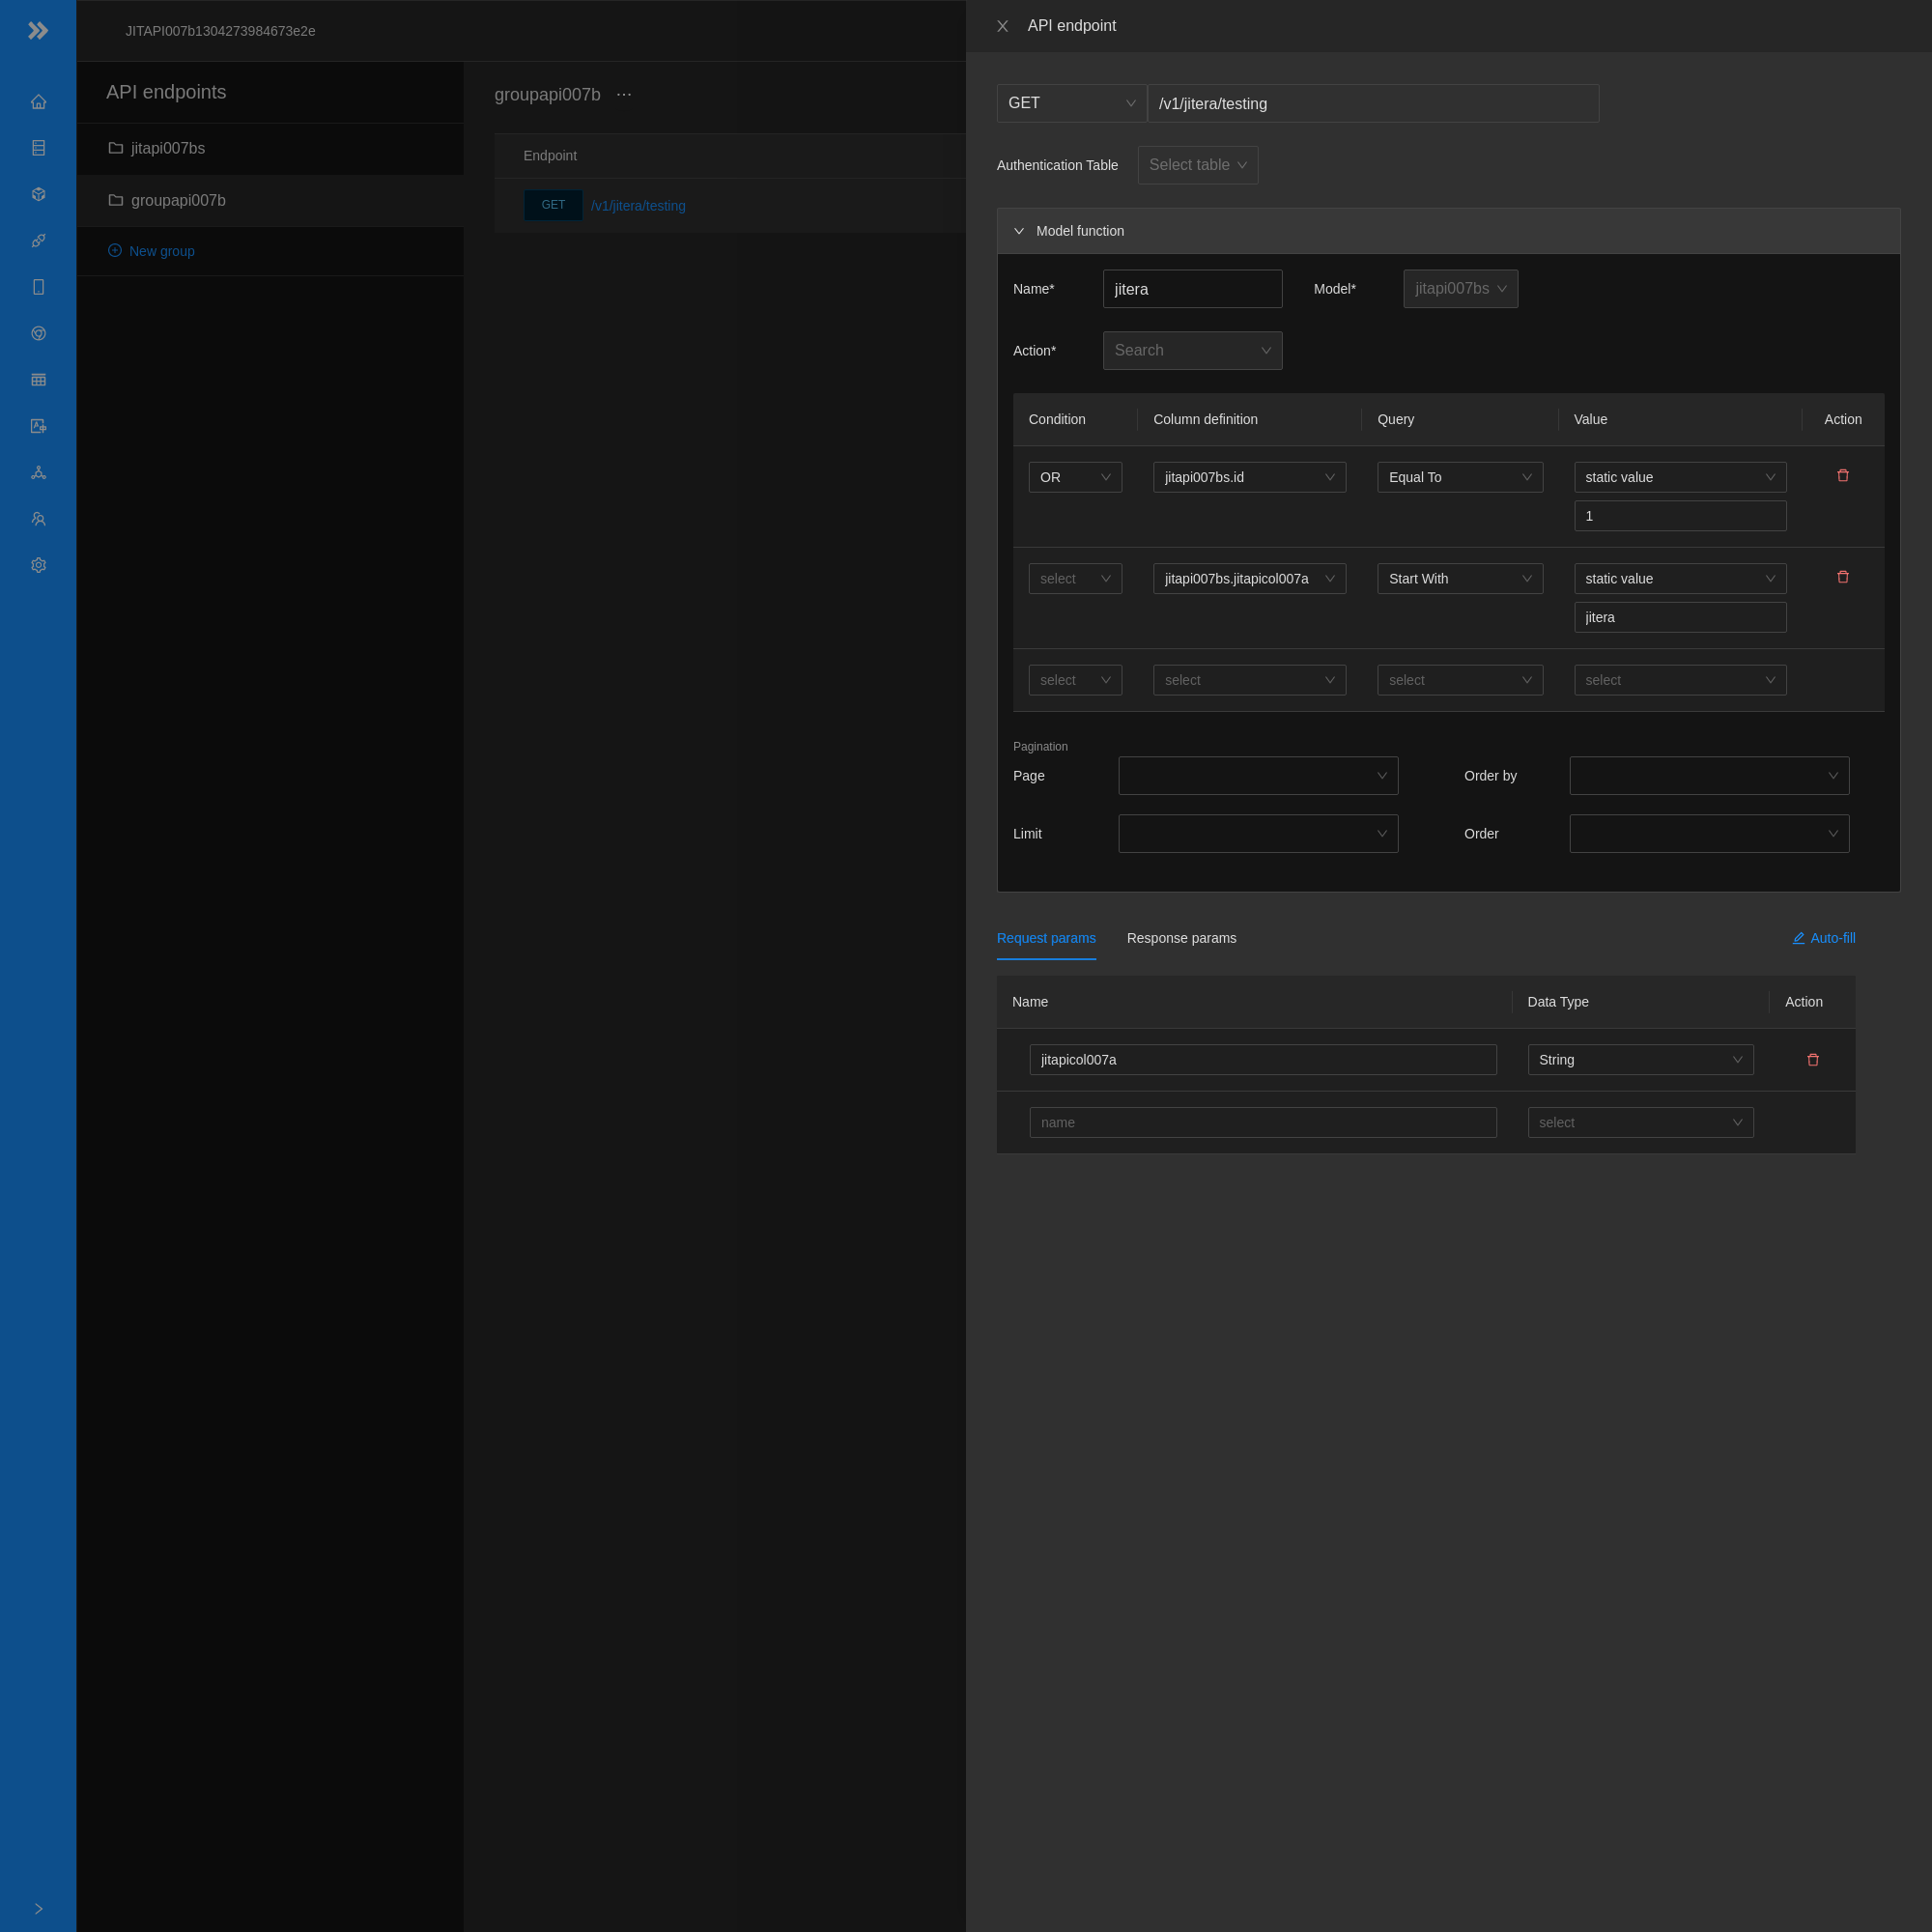 JITAPI007b1304273984673e2e
API endpoints
jitapi007bs
groupapi007b
New group
groupapi007b ···
Endpoint
GET /v1/jitera/testing
API endpoint
GET /v1/jitera/testing
Authentication Table Select table
Model function
Name* jitera Model* jitapi007bs
Action* Search
Condition Column definition Query Value Action
OR jitapi007bs.id Equal To static value
1
select jitapi007bs.jitapicol007a Start With static value
jitera
select select select select
Pagination
Page Order by
Limit Order
Request params Response params Auto-fill
Name Data Type Action
jitapicol007a String
name select